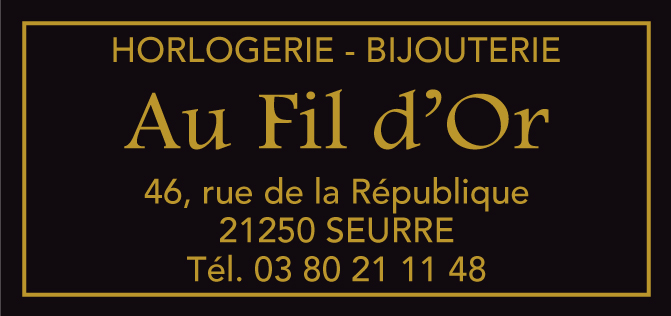 HORLOGERIE - BIJOUTERIE
Au Fil d’Or
46, rue de la République
21250 SEURRE
Tél. 03 80 21 11 48